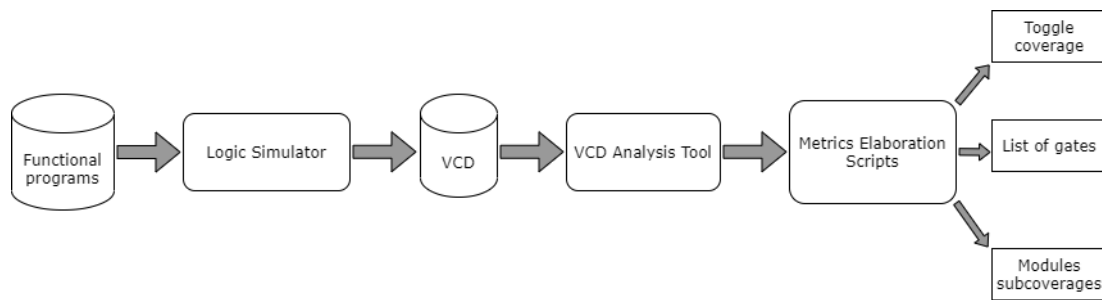 Functional
programs
Logic Simulator
VCD
VCD Analysis Tool
Metrics Elaboration
Scripts
Toggle
coverage
List of gates
Modules
subcoverages